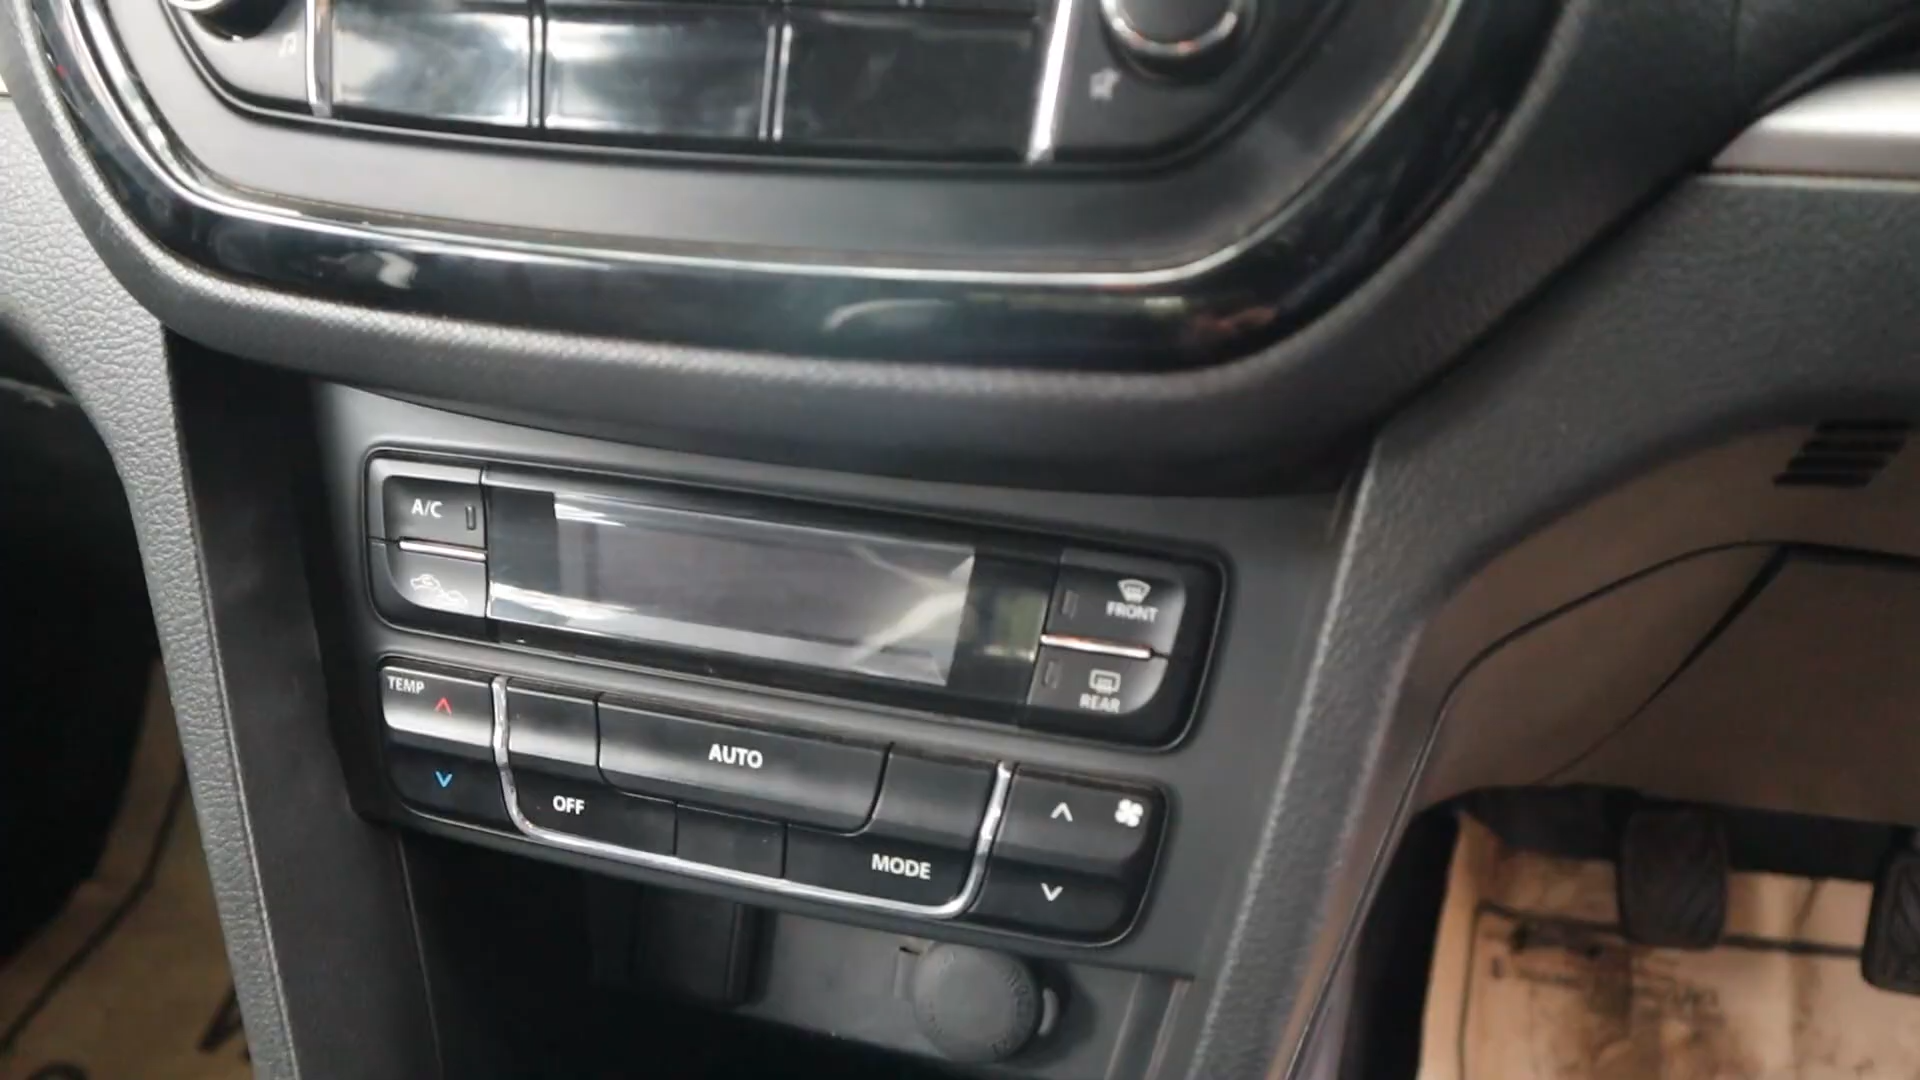 A/C
FRONT
REAR
TEMP
AUTO
OFF
MODE